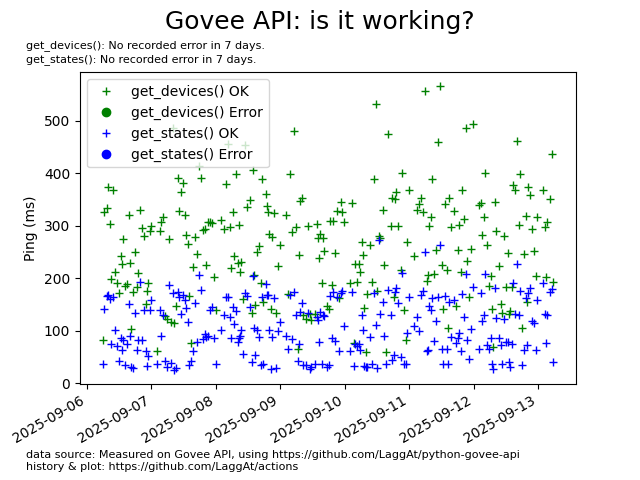 Govee API: is it working?
get_devices(): No recorded error in 7 days.
get_states(): No recorded error in 7 days.
get_devices() OK
get_devices() Error
get_states() OK
get_states() Error
Ping (ms)
500
400
300
200
100
0
2025-09-06
2025-09-07
2025-09-08
2025-09-09
2025-09-10
2025-09-11
2025-09-12
2025-09-13
data source: Measured on Govee API, using https://github.com/LaggAt/python-govee-api
history & plot: https://github.com/LaggAt/actions